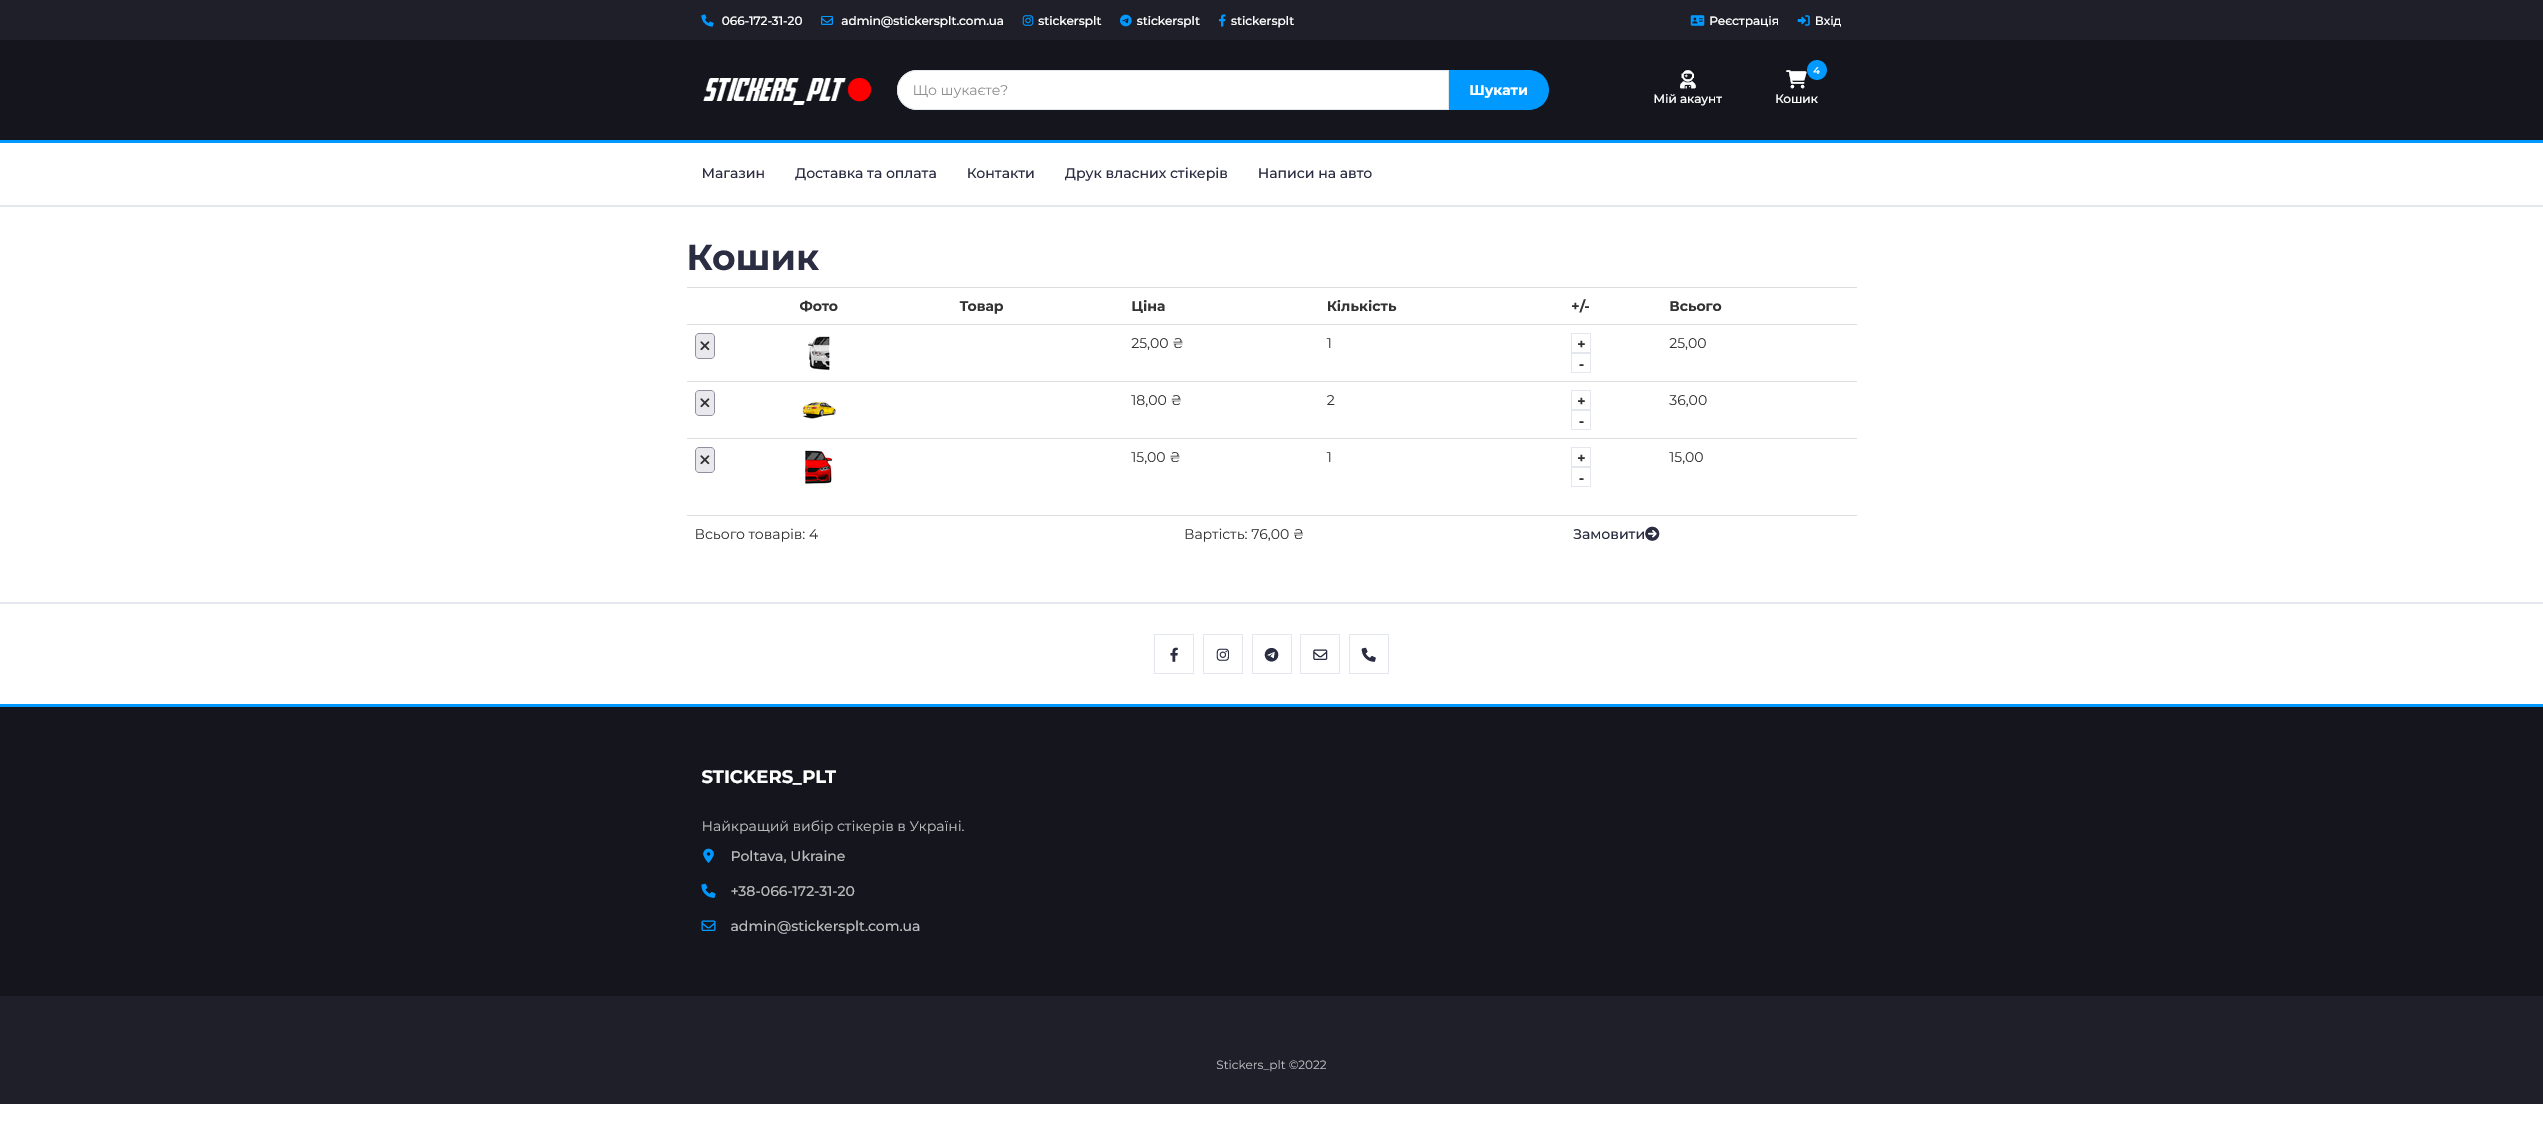 066-172-31-20 admin@stickersplt.com.ua stickersplt stickersplt stickersplt Реєстрація Вхід
STICKERS_PLT Що шукаєте? Шукати Мій акаунт 4 Кошик
Магазин Доставка та оплата Контакти Друк власних стікерів Написи на авто
Кошик
Фото Товар Ціна Кількість +/- Всього
25,00 ₴ 1 + 25,00
-
18,00 ₴ 2 + 36,00
-
15,00 ₴ 1 + 15,00
-
Всього товарів: 4 Вартість: 76,00 ₴ Замовити
STICKERS_PLT
Найкращий вибір стікерів в Україні.
Poltava, Ukraine
+38-066-172-31-20
admin@stickersplt.com.ua
Stickers_plt ©2022